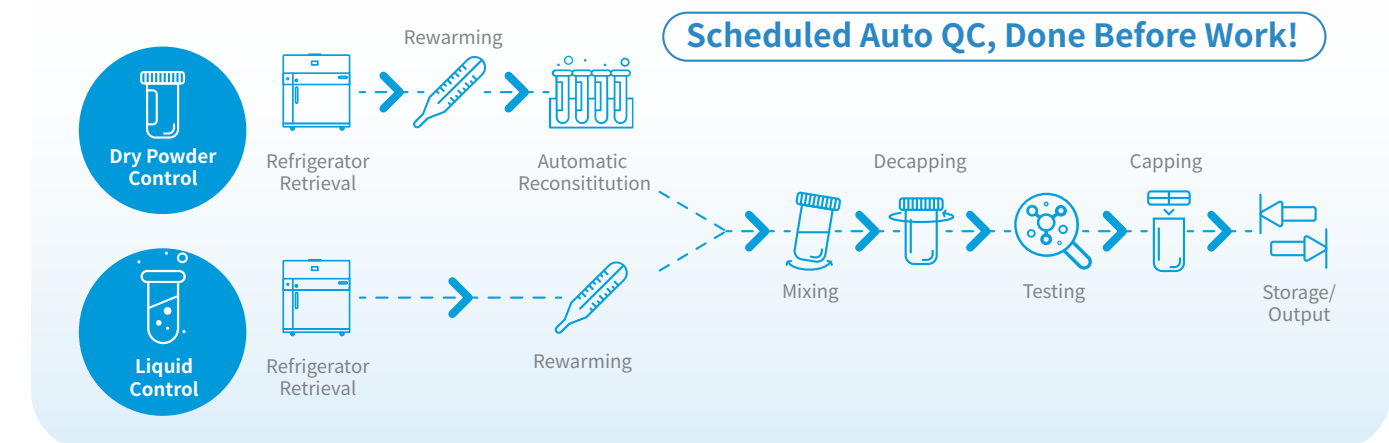 Scheduled Auto QC, Done Before Work!
Rewarming
Dry Powder
Control
Refrigerator
Retrieval
Automatic
Reconsititution
Decapping
Capping
Mixing
Testing
Storage/
Output
Liquid
Control
Refrigerator
Retrieval
Rewarming